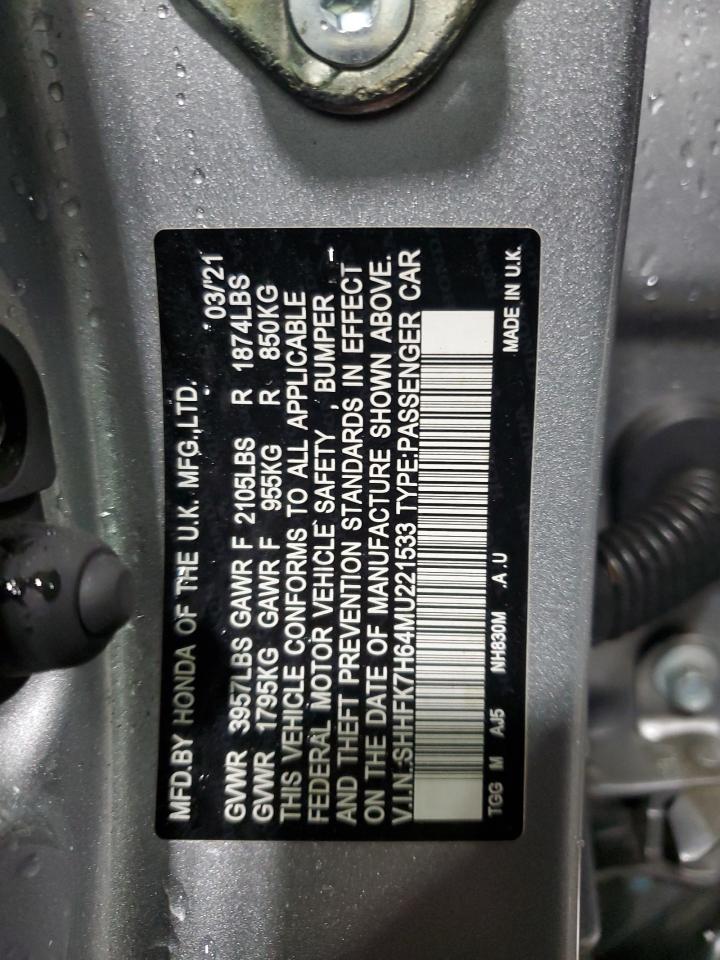 MFD.BY HONDA OF THE U.K. MFG.,LTD. 03/'21
GVWR 3957LBS GAWR F 2105LBS R 1874LBS
GVWR 1795KG GAWR F 955KG R 850KG
THIS VEHICLE CONFORMS TO ALL APPLICABLE
FEDERAL MOTOR VEHICLE SAFETY , BUMPER ,
AND THEFT PREVENTION STANDARDS IN EFFECT
ON THE DATE OF MANUFACTURE SHOWN ABOVE.
V.I.N.:SHHFK7H64MU221533 TYPE:PASSENGER CAR
TGG M AJ5 NH830M .A .U MADE IN U.K.